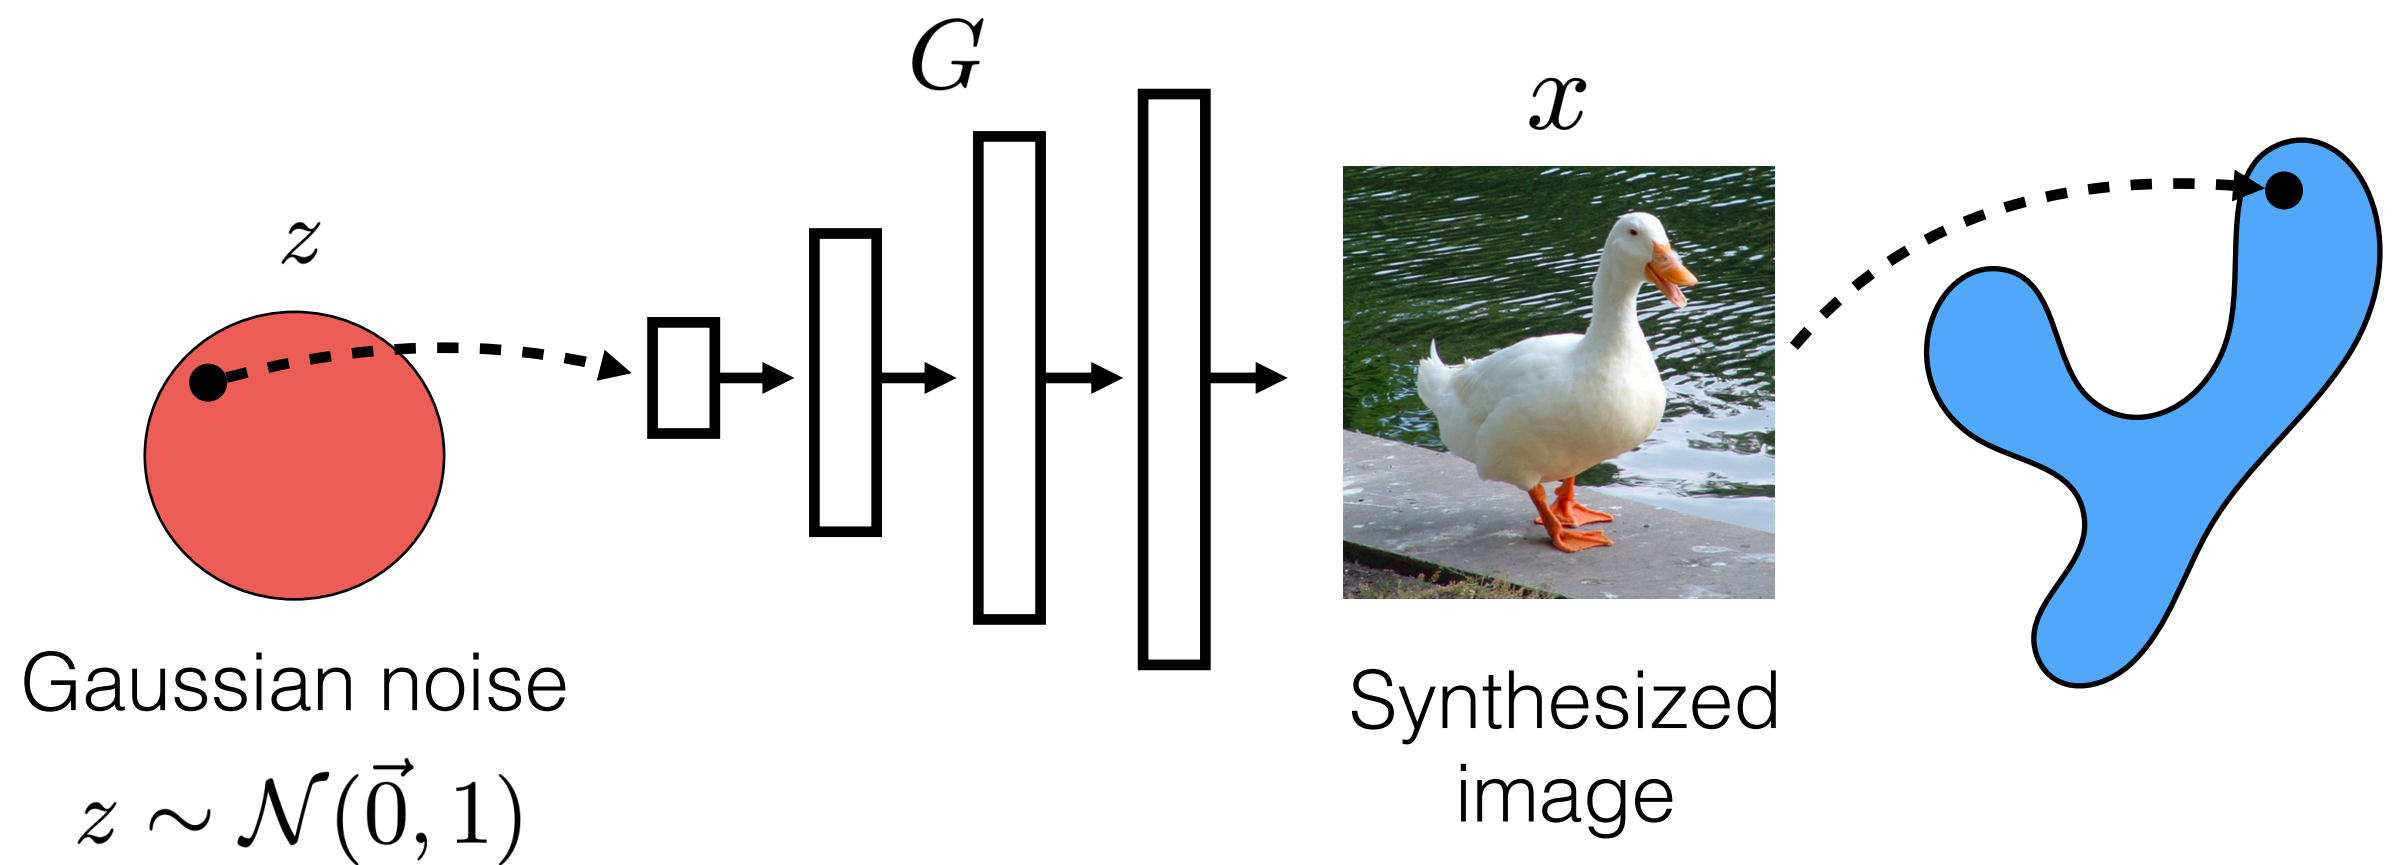 G
x
z
Gaussian noise
z ∼ 𝒩(0⃗, 1)
Synthesized
image